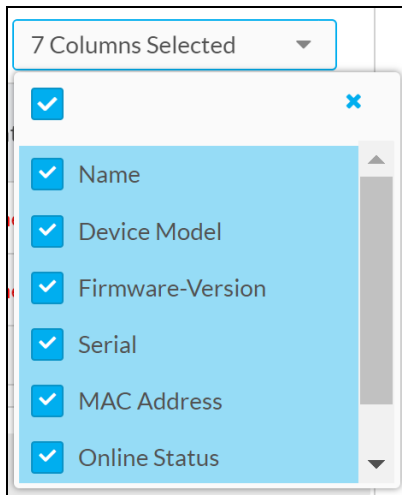 7 Columns Selected
Name
Device Model
Firmware-Version
Serial
MAC Address
Online Status